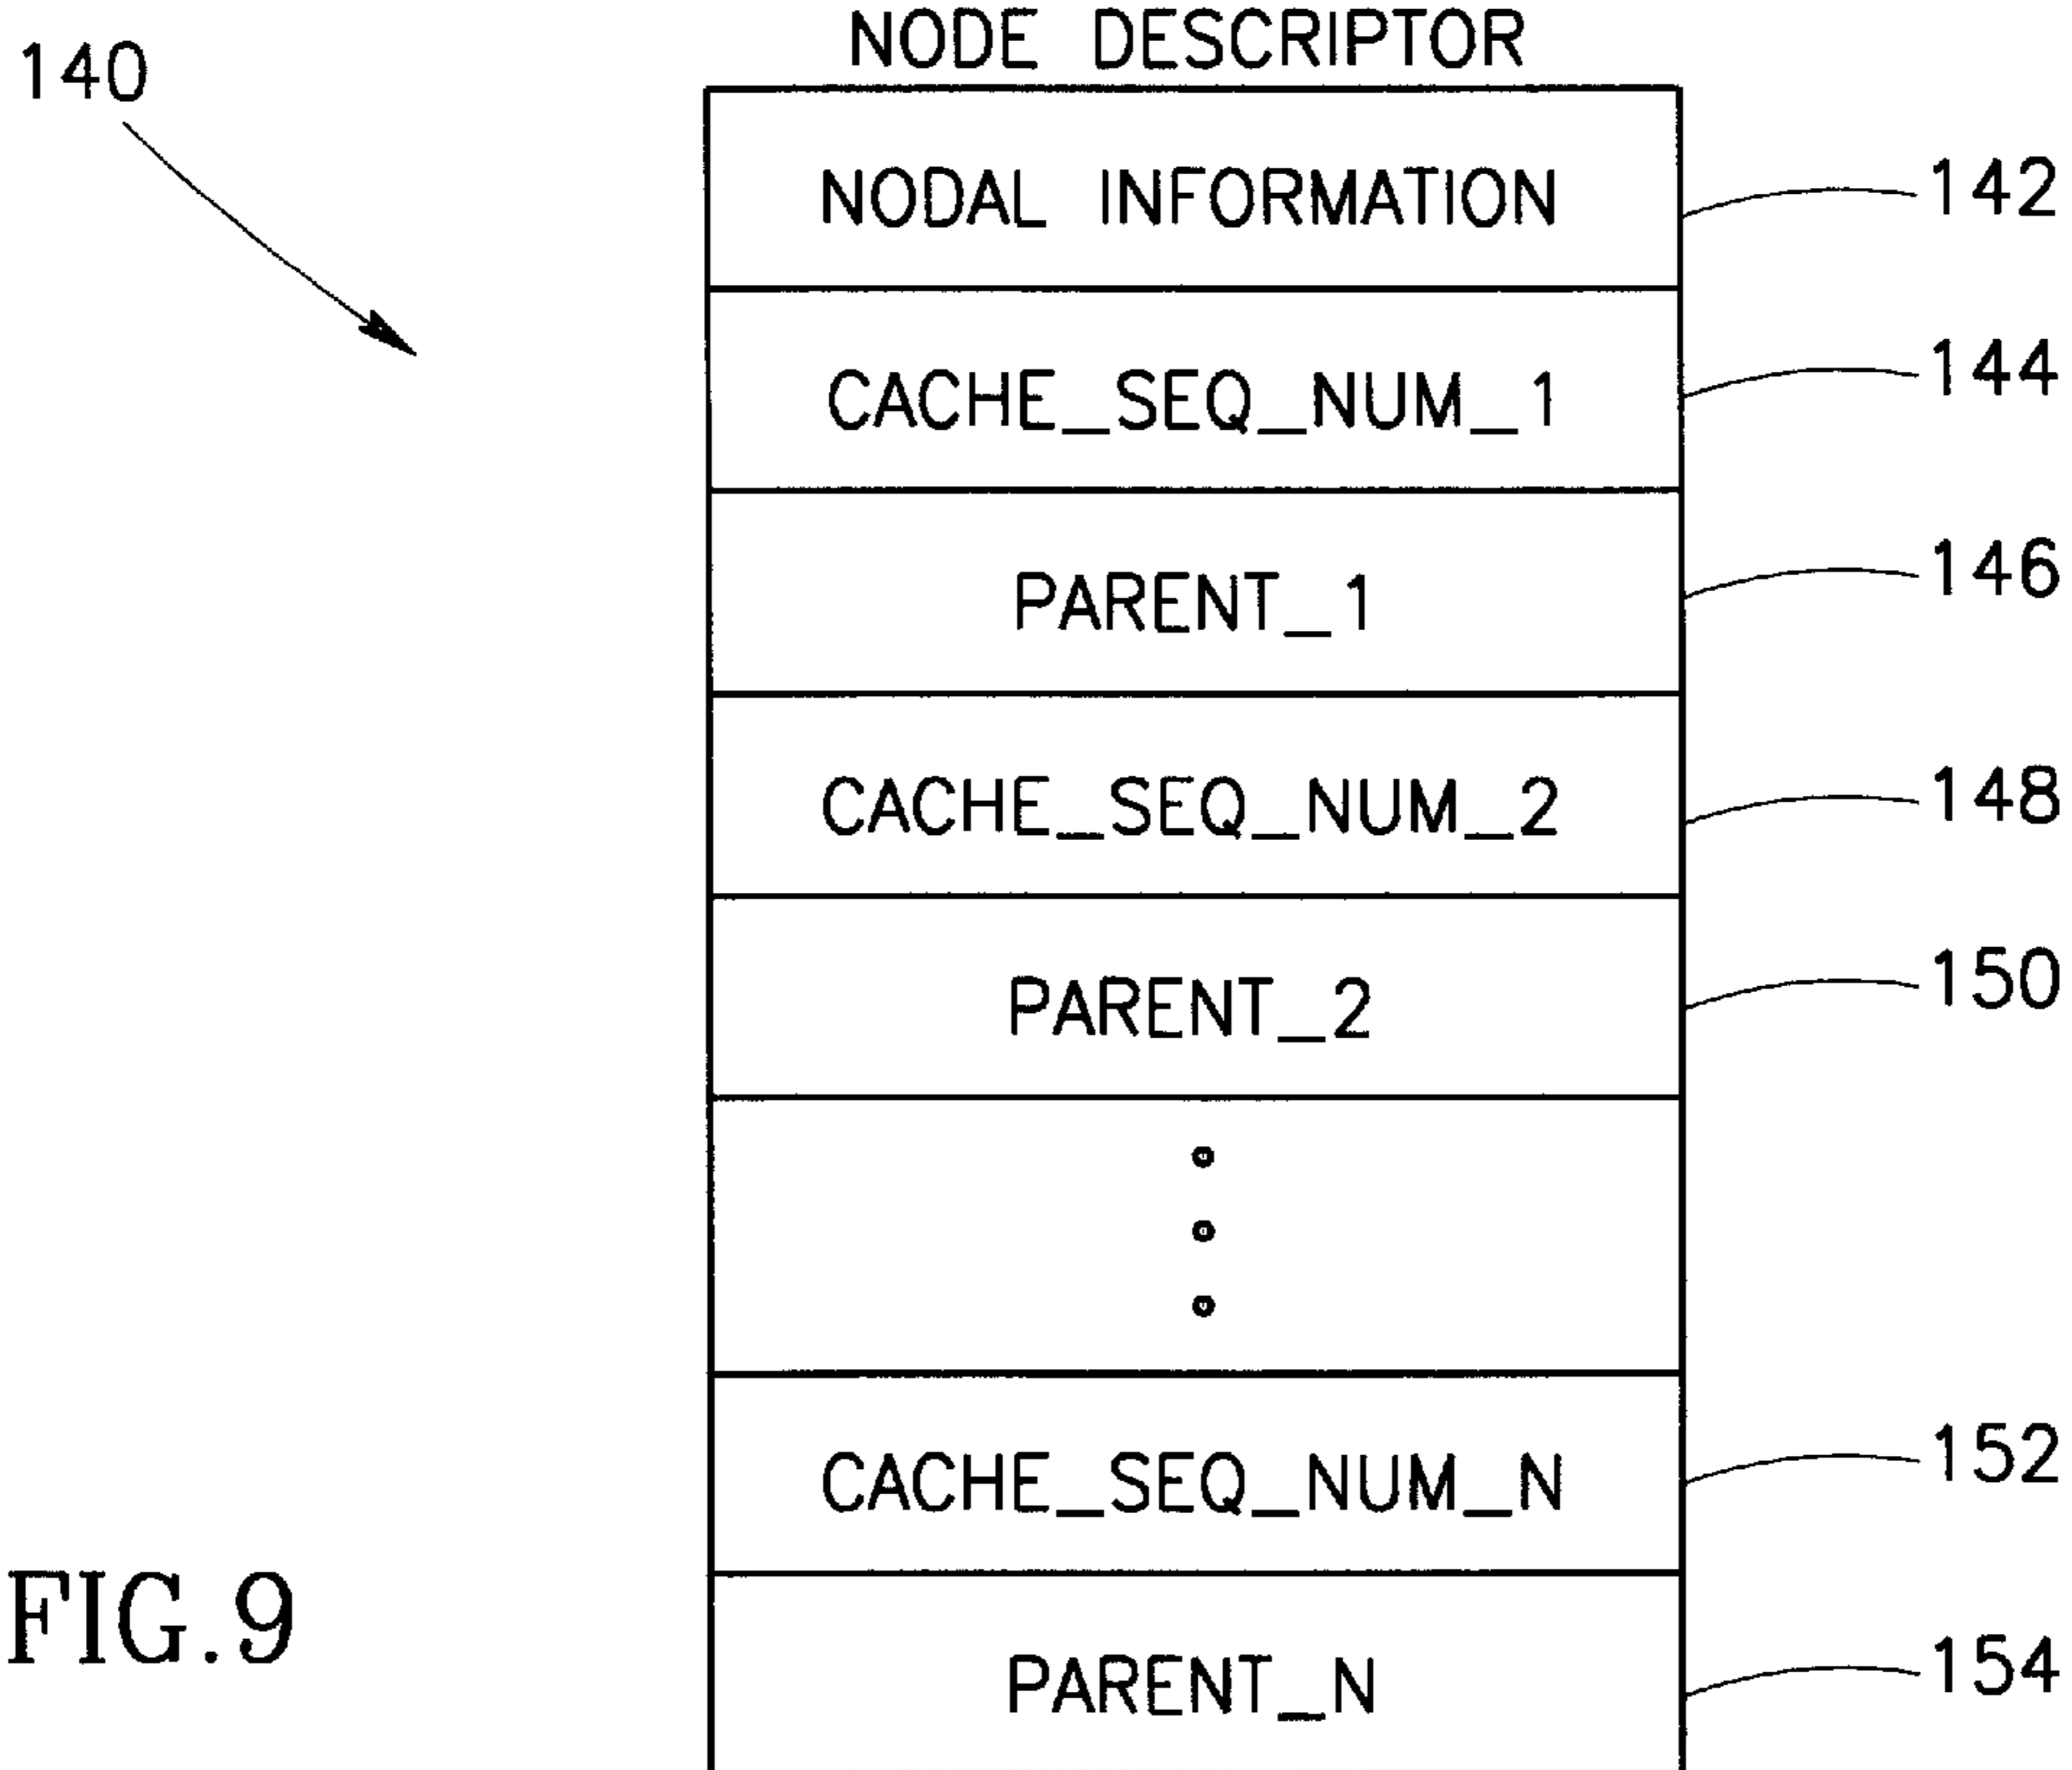 NODE DESCRIPTOR
140
NODAL INFORMATION 142
CACHE_SEQ_NUM_1 144
PARENT_1 146
CACHE_SEQ_NUM_2 148
PARENT_2 150
CACHE_SEQ_NUM_N 152
PARENT_N 154
FIG.9